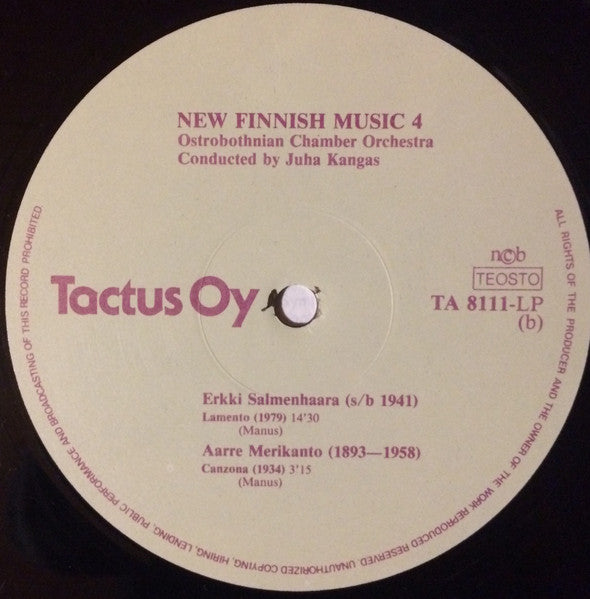 NEW FINNISH MUSIC 4
Ostrobothnian Chamber Orchestra
Conducted by Juha Kangas
Tactus Oy
n©b
TEOSTO
TA 8111-LP
(b)
Erkki Salmenhaara (s/b 1941)
Lamento (1979) 14'30
(Manus)
Aarre Merikanto (1893—1958)
Canzona (1934) 3'15
(Manus)
ALL RIGHTS OF THE PRODUCER AND THE OWNER OF THE WORK REPRODUCED RESERVED. UNAUTHORIZED COPYING, HIRING, LENDING, PUBLIC PERFORMANCE AND BROADCASTING OF THIS RECORD PROHIBITED.